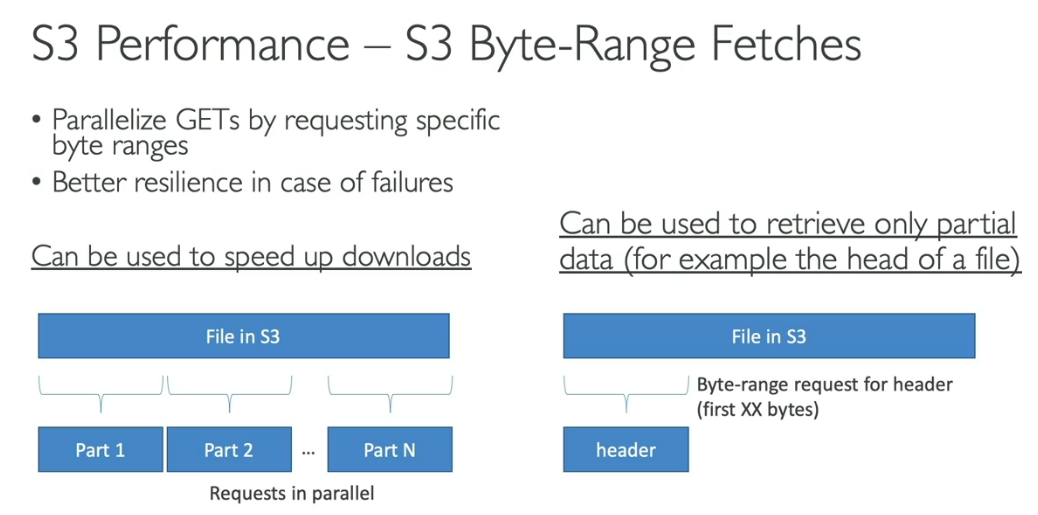 S3 Performance – S3 Byte-Range Fetches
• Parallelize GETs by requesting specific
byte ranges
• Better resilience in case of failures
Can be used to speed up downloads
File in S3
Part 1
Part 2
...
Part N
Requests in parallel
Can be used to retrieve only partial
data (for example the head of a file)
File in S3
Byte-range request for header
(first XX bytes)
header